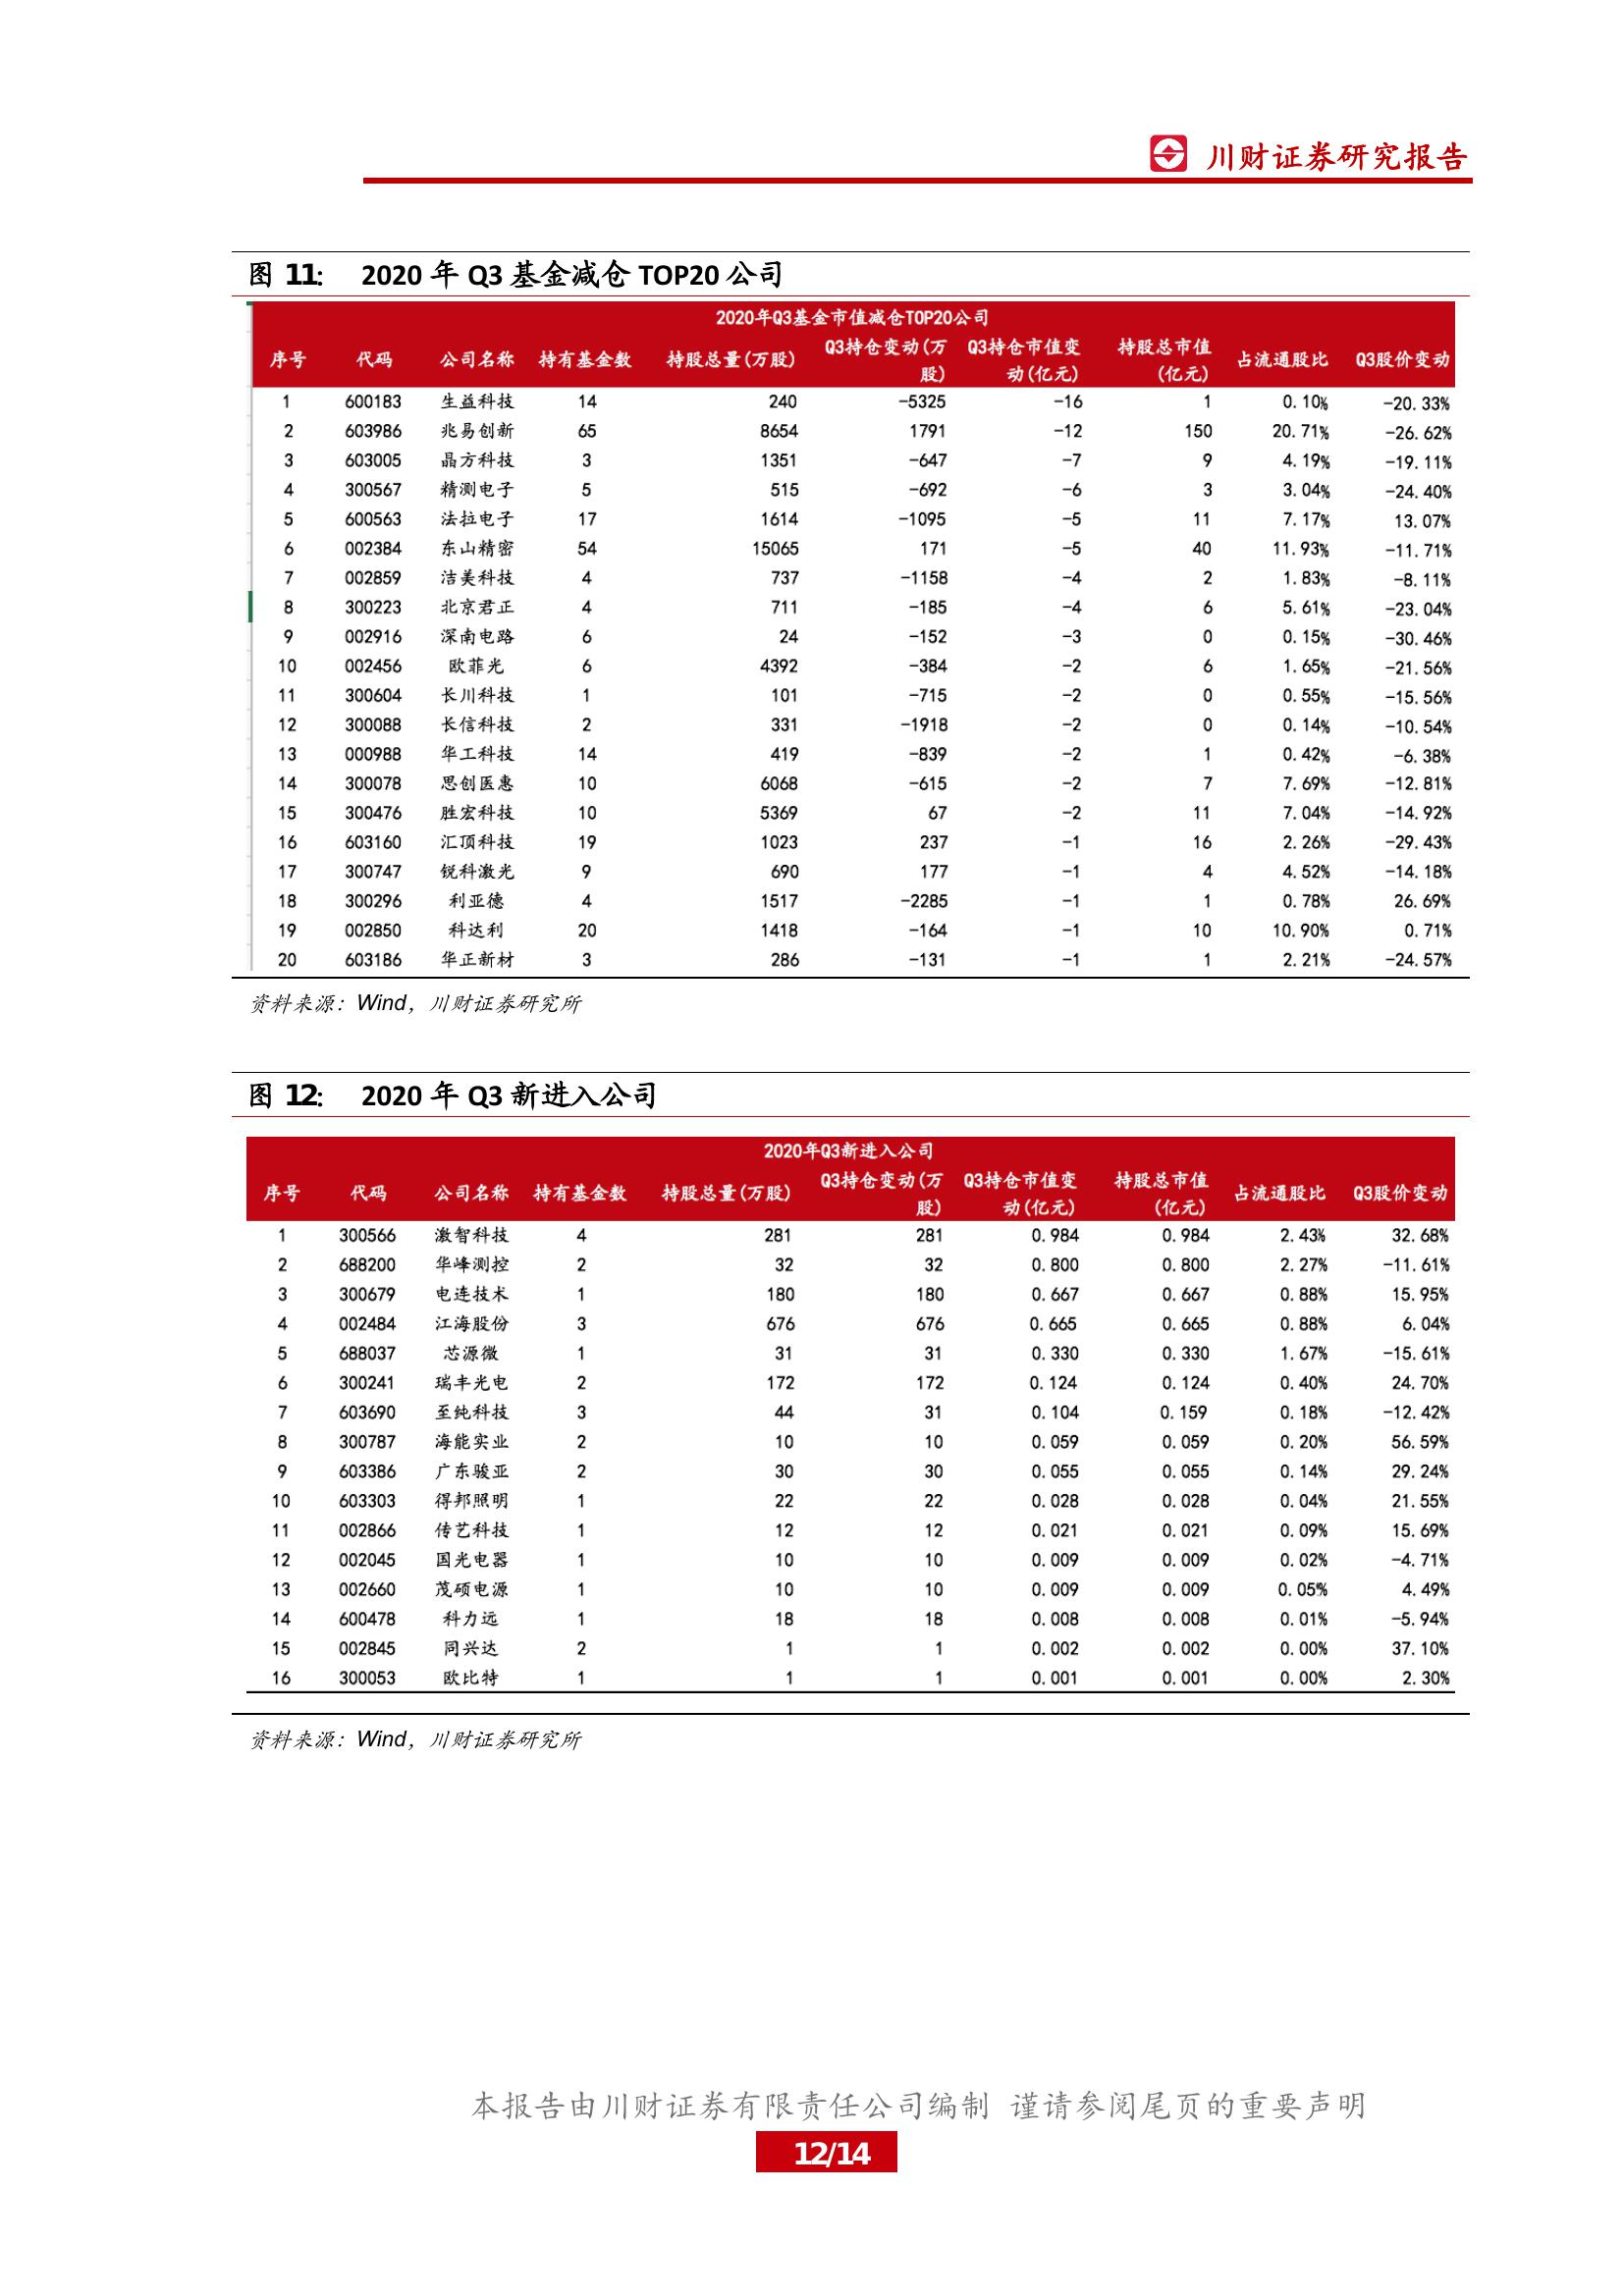 川财证券研究报告
图 11： 2020 年 Q3 基金减仓 TOP20 公司
2020年Q3基金市值减仓TOP20公司
序号 代码 公司名称 持有基金数 持股总量(万股) Q3持仓变动(万股) Q3持仓市值变动(亿元) 持股总市值(亿元) 占流通股比 Q3股价变动
1 600183 生益科技 14 240 -5325 -16 1 0.10% -20.33%
2 603986 兆易创新 65 8654 1791 -12 150 20.71% -26.62%
3 603005 晶方科技 3 1351 -647 -7 9 4.19% -19.11%
4 300567 精测电子 5 515 -692 -6 3 3.04% -24.40%
5 600563 法拉电子 17 1614 -1095 -5 11 7.17% 13.07%
6 002384 东山精密 54 15065 171 -5 40 11.93% -11.71%
7 002859 洁美科技 4 737 -1158 -4 2 1.83% -8.11%
8 300223 北京君正 4 711 -185 -4 6 5.61% -23.04%
9 002916 深南电路 6 24 -152 -3 0 0.15% -30.46%
10 002456 欧菲光 6 4392 -384 -2 6 1.65% -21.56%
11 300604 长川科技 1 101 -715 -2 0 0.55% -15.56%
12 300088 长信科技 2 331 -1918 -2 0 0.14% -10.54%
13 000988 华工科技 14 419 -839 -2 1 0.42% -6.38%
14 300078 思创医惠 10 6068 -615 -2 7 7.69% -12.81%
15 300476 胜宏科技 10 5369 67 -2 11 7.04% -14.92%
16 603160 汇顶科技 19 1023 237 -1 16 2.26% -29.43%
17 300747 锐科激光 9 690 177 -1 4 4.52% -14.18%
18 300296 利亚德 4 1517 -2285 -1 1 0.78% 26.69%
19 002850 科达利 20 1418 -164 -1 10 10.90% 0.71%
20 603186 华正新材 3 286 -131 -1 1 2.21% -24.57%
资料来源：Wind，川财证券研究所
图 12： 2020 年 Q3 新进入公司
2020年Q3新进入公司
序号 代码 公司名称 持有基金数 持股总量(万股) Q3持仓变动(万股) Q3持仓市值变动(亿元) 持股总市值(亿元) 占流通股比 Q3股价变动
1 300566 激智科技 4 281 281 0.984 0.984 2.43% 32.68%
2 688200 华峰测控 2 32 32 0.800 0.800 2.27% -11.61%
3 300679 电连技术 1 180 180 0.667 0.667 0.88% 15.95%
4 002484 江海股份 3 676 676 0.665 0.665 0.88% 6.04%
5 688037 芯源微 1 31 31 0.330 0.330 1.67% -15.61%
6 300241 瑞丰光电 2 172 172 0.124 0.124 0.40% 24.70%
7 603690 至纯科技 3 44 31 0.104 0.159 0.18% -12.42%
8 300787 海能实业 2 10 10 0.059 0.059 0.20% 56.59%
9 603386 广东骏亚 2 30 30 0.055 0.055 0.14% 29.24%
10 603303 得邦照明 1 22 22 0.028 0.028 0.04% 21.55%
11 002866 传艺科技 1 12 12 0.021 0.021 0.09% 15.69%
12 002045 国光电器 1 10 10 0.009 0.009 0.02% -4.71%
13 002660 茂硕电源 1 10 10 0.009 0.009 0.05% 4.49%
14 600478 科力远 1 18 18 0.008 0.008 0.01% -5.94%
15 002845 同兴达 2 1 1 0.002 0.002 0.00% 37.10%
16 300053 欧比特 1 1 1 0.001 0.001 0.00% 2.30%
资料来源：Wind，川财证券研究所
本报告由川财证券有限责任公司编制 谨请参阅尾页的重要声明
12/14